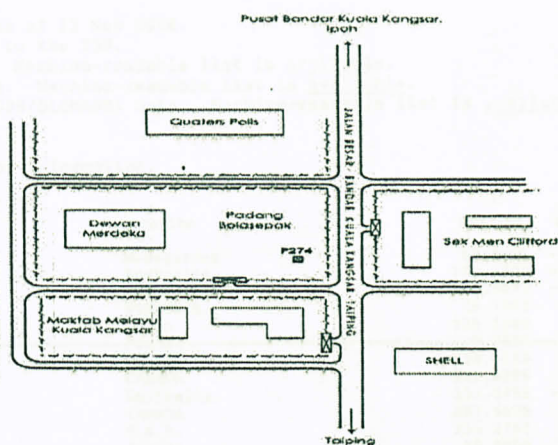 Pusat Bandar Kuala Kangsar,
Ipoh
Quaters Polis
JALAN BESAR BANDAR KUALA KANGSAR-TAIPING
Dewan
Merdeka
Padang
Bolasepak
P274
Sek Men Clifford
Maktab Melayu
Kuala Kangsar
SHELL
Taiping